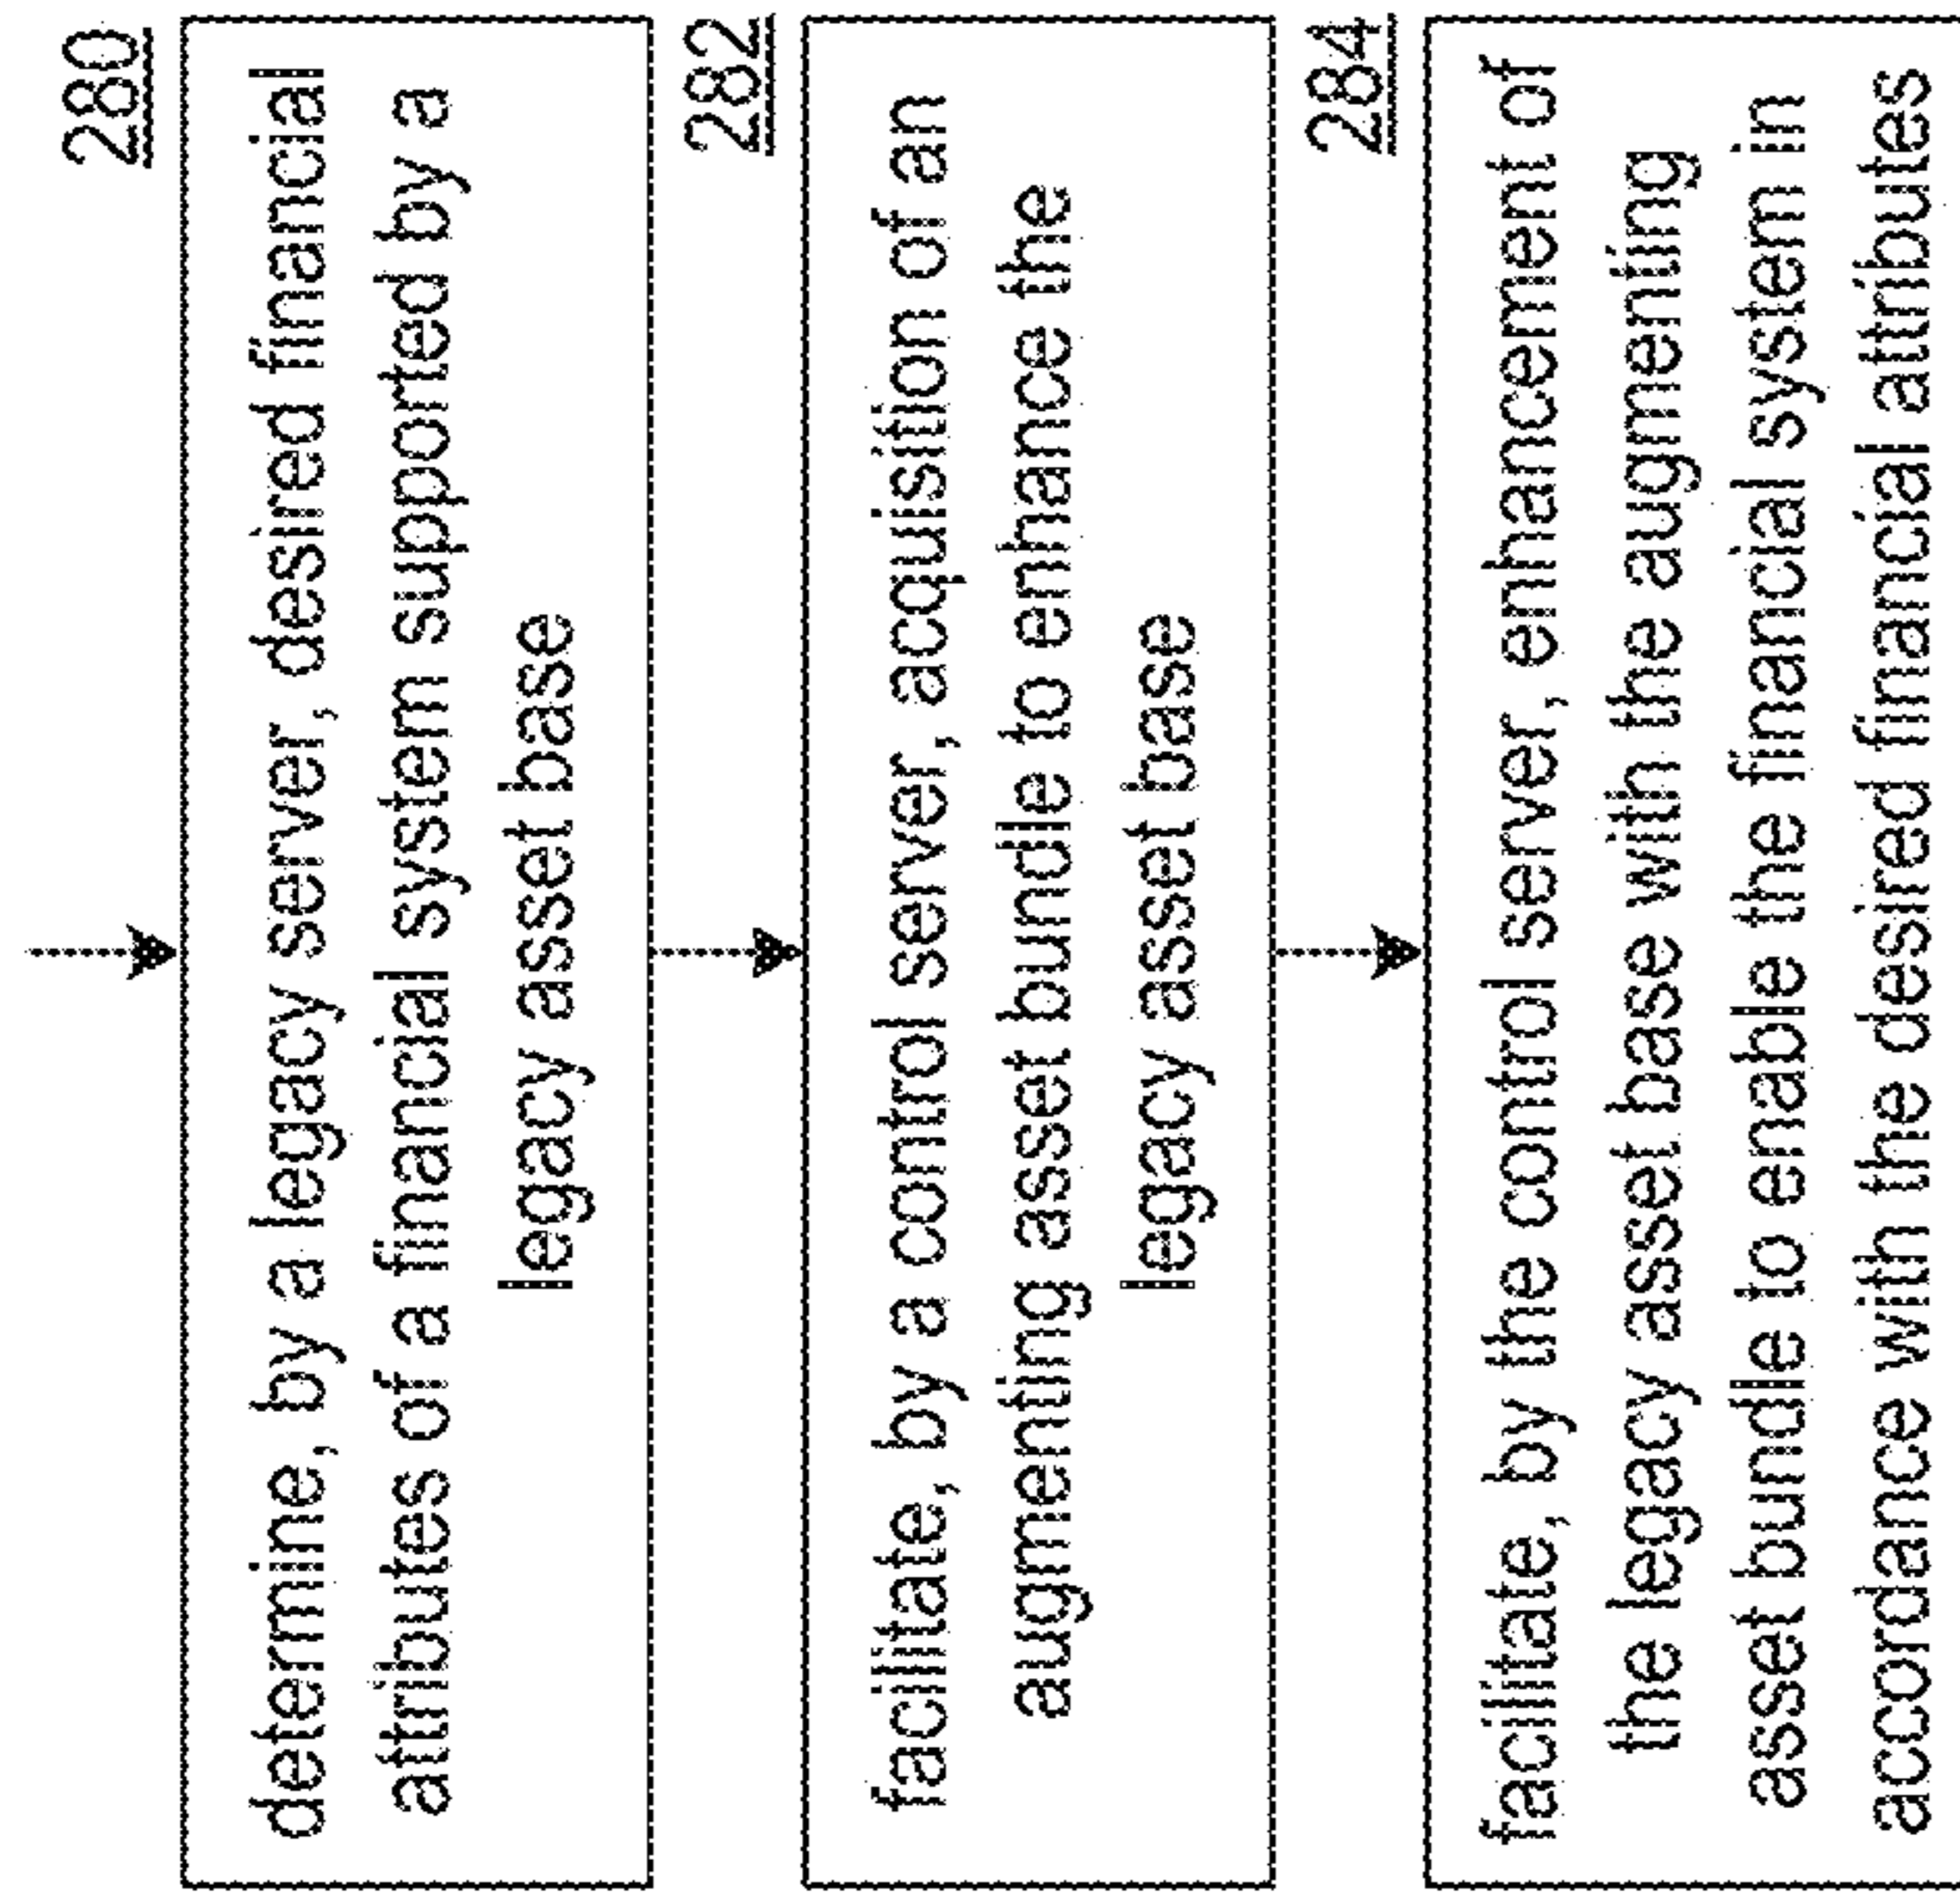 280
determine, by a legacy server, desired financial
attributes of a financial system supported by a
legacy asset base
282
facilitate, by a control server, acquisition of an
augmenting asset bundle to enhance the
legacy asset base
284
facilitate, by the control server, enhancement of
the legacy asset base with the augmenting
asset bundle to enable the financial system in
accordance with the desired financial attributes